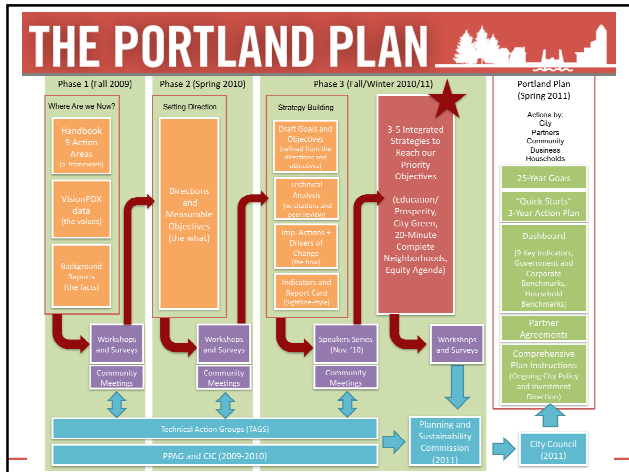 THE PORTLAND PLAN
Phase 1 (Fall 2009)
Where Are we Now?
Handbook
9 Action
Areas
(a framework)
VisionPDX
data
(the values)
Background
Reports
(the facts)
Workshops
and Surveys
Community
Meetings
Phase 2 (Spring 2010)
Setting Direction
Directions
and
Measurable
Objectives
(the what)
Workshops
and Surveys
Community
Meetings
Phase 3 (Fall/Winter 2010/11)
Strategy Building
Draft Goals and
Objectives
(refined from the
directions and
objectives)
Technical
Analysis
(w. citations and
peer review)
Imp. Actions +
Drivers of
Change
(the how)
Indicators and
Report Card
(Sightline-style)
Speakers Series
(Nov. '10)
Community
Meetings
3-5 Integrated
Strategies to
Reach our
Priority
Objectives
(Education/
Prosperity,
City Green,
20-Minute
Complete
Neighborhoods,
Equity Agenda)
Workshops
and Surveys
Technical Action Groups (TAGS)
PPAG and CIC (2009-2010)
Planning and
Sustainability
Commission
(2011)
Portland Plan
(Spring 2011)
Actions by:
City
Partners
Community
Business
Households
25-Year Goals
"Quick Starts"
3-Year Action Plan
Dashboard
(9 Key Indicators,
Government and
Corporate
Benchmarks,
Household
Benchmarks)
Partner
Agreements
Comprehensive
Plan Instructions
(Ongoing City Policy
and Investment
Direction)
City Council
(2011)